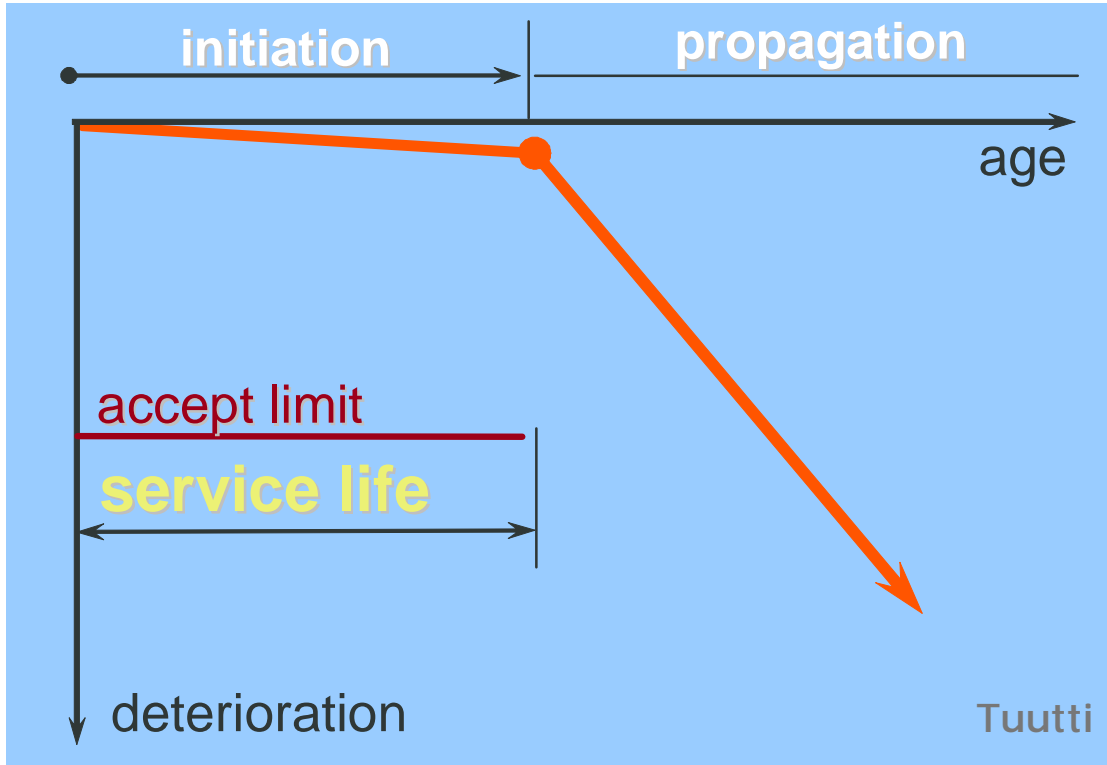 initiation
propagation
age
accept limit
service life
deterioration
Tuutti